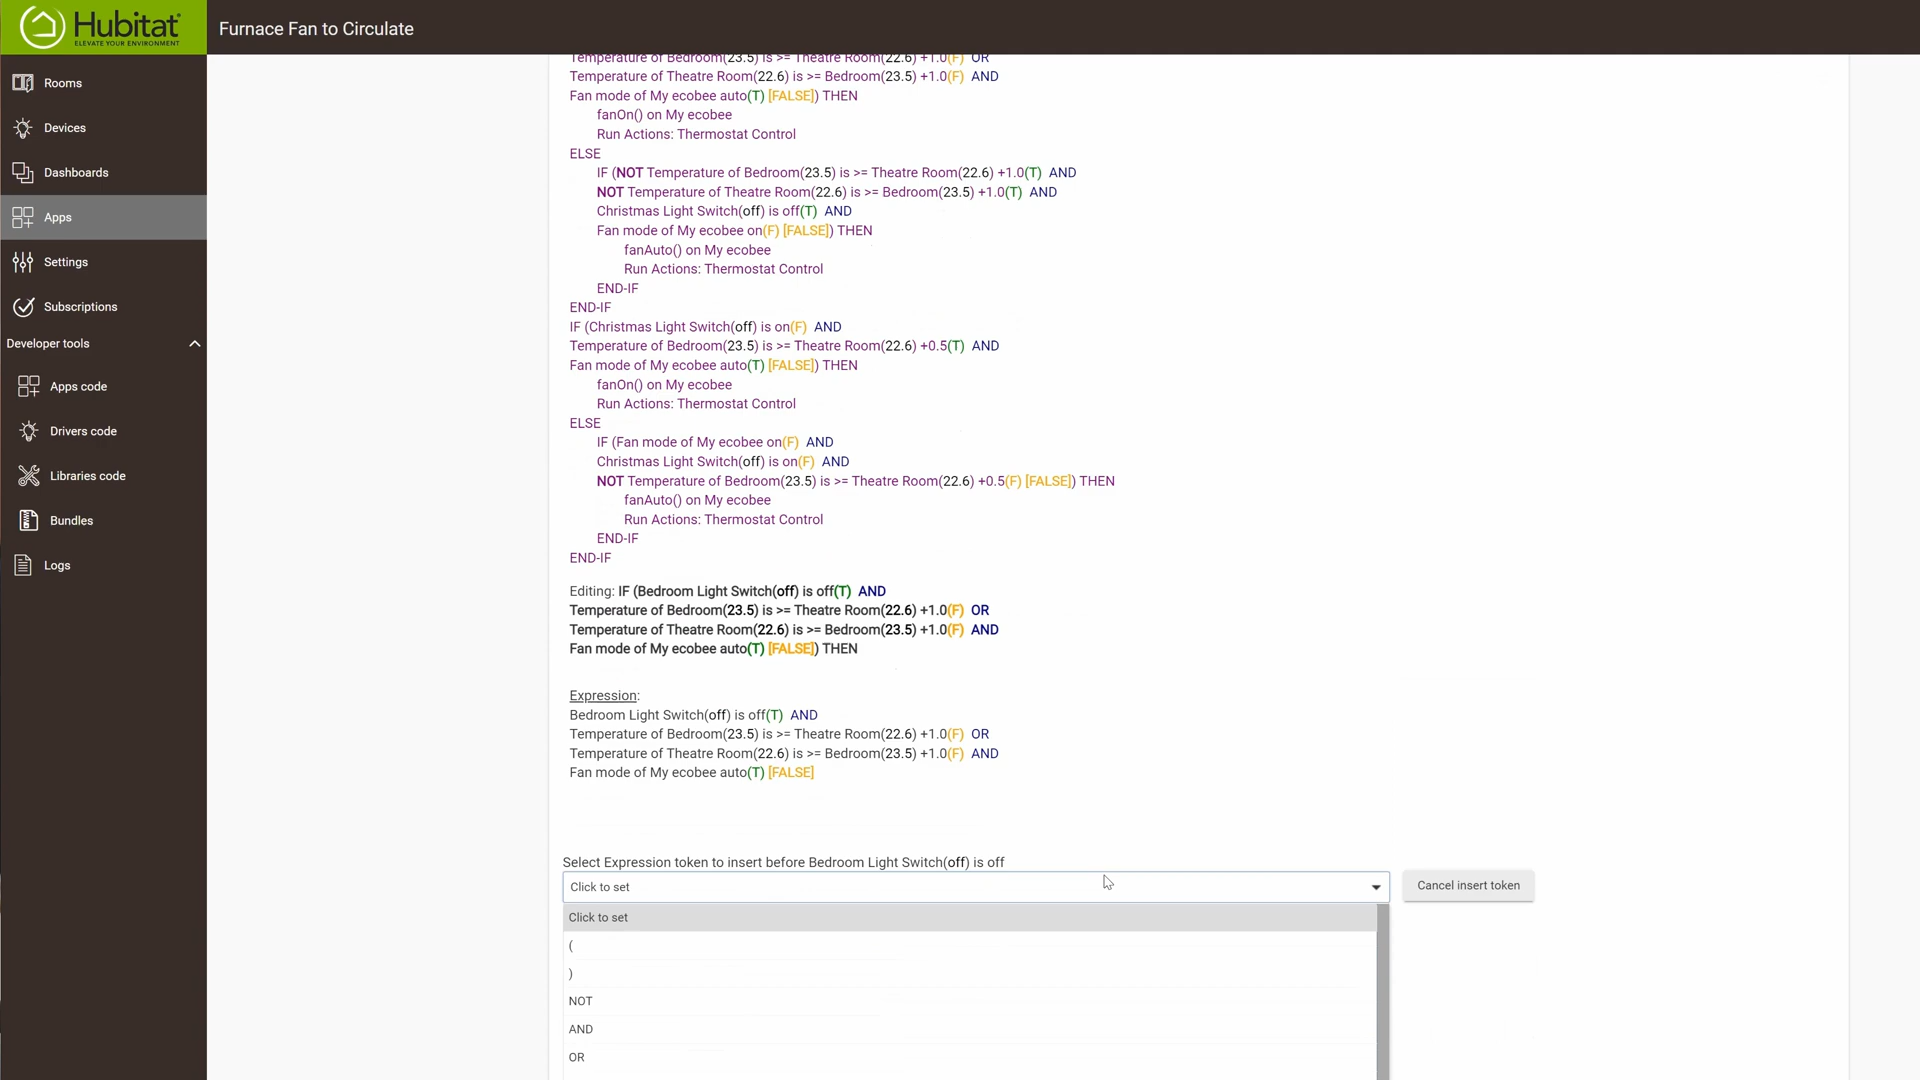 Hubitat®
ELEVATE YOUR ENVIRONMENT
Furnace Fan to Circulate
Rooms
Devices
Dashboards
Apps
Settings
Subscriptions
Developer tools
Apps code
Drivers code
Libraries code
Bundles
Logs
Temperature of Bedroom(23.5) is >= Theatre Room(22.6) +1.0(F) OR
Temperature of Theatre Room(22.6) is >= Bedroom(23.5) +1.0(F) AND
Fan mode of My ecobee auto(T) [FALSE]) THEN
fanOn() on My ecobee
Run Actions: Thermostat Control
ELSE
IF (NOT Temperature of Bedroom(23.5) is >= Theatre Room(22.6) +1.0(T) AND
NOT Temperature of Theatre Room(22.6) is >= Bedroom(23.5) +1.0(T) AND
Christmas Light Switch(off) is off(T) AND
Fan mode of My ecobee on(F) [FALSE]) THEN
fanAuto() on My ecobee
Run Actions: Thermostat Control
END-IF
END-IF
IF (Christmas Light Switch(off) is on(F) AND
Temperature of Bedroom(23.5) is >= Theatre Room(22.6) +0.5(T) AND
Fan mode of My ecobee auto(T) [FALSE]) THEN
fanOn() on My ecobee
Run Actions: Thermostat Control
ELSE
IF (Fan mode of My ecobee on(F) AND
Christmas Light Switch(off) is on(F) AND
NOT Temperature of Bedroom(23.5) is >= Theatre Room(22.6) +0.5(F) [FALSE]) THEN
fanAuto() on My ecobee
Run Actions: Thermostat Control
END-IF
END-IF
Editing: IF (Bedroom Light Switch(off) is off(T) AND
Temperature of Bedroom(23.5) is >= Theatre Room(22.6) +1.0(F) OR
Temperature of Theatre Room(22.6) is >= Bedroom(23.5) +1.0(F) AND
Fan mode of My ecobee auto(T) [FALSE]) THEN
Expression:
Bedroom Light Switch(off) is off(T) AND
Temperature of Bedroom(23.5) is >= Theatre Room(22.6) +1.0(F) OR
Temperature of Theatre Room(22.6) is >= Bedroom(23.5) +1.0(F) AND
Fan mode of My ecobee auto(T) [FALSE]
Select Expression token to insert before Bedroom Light Switch(off) is off
Click to set
Cancel insert token
Click to set
(
)
NOT
AND
OR